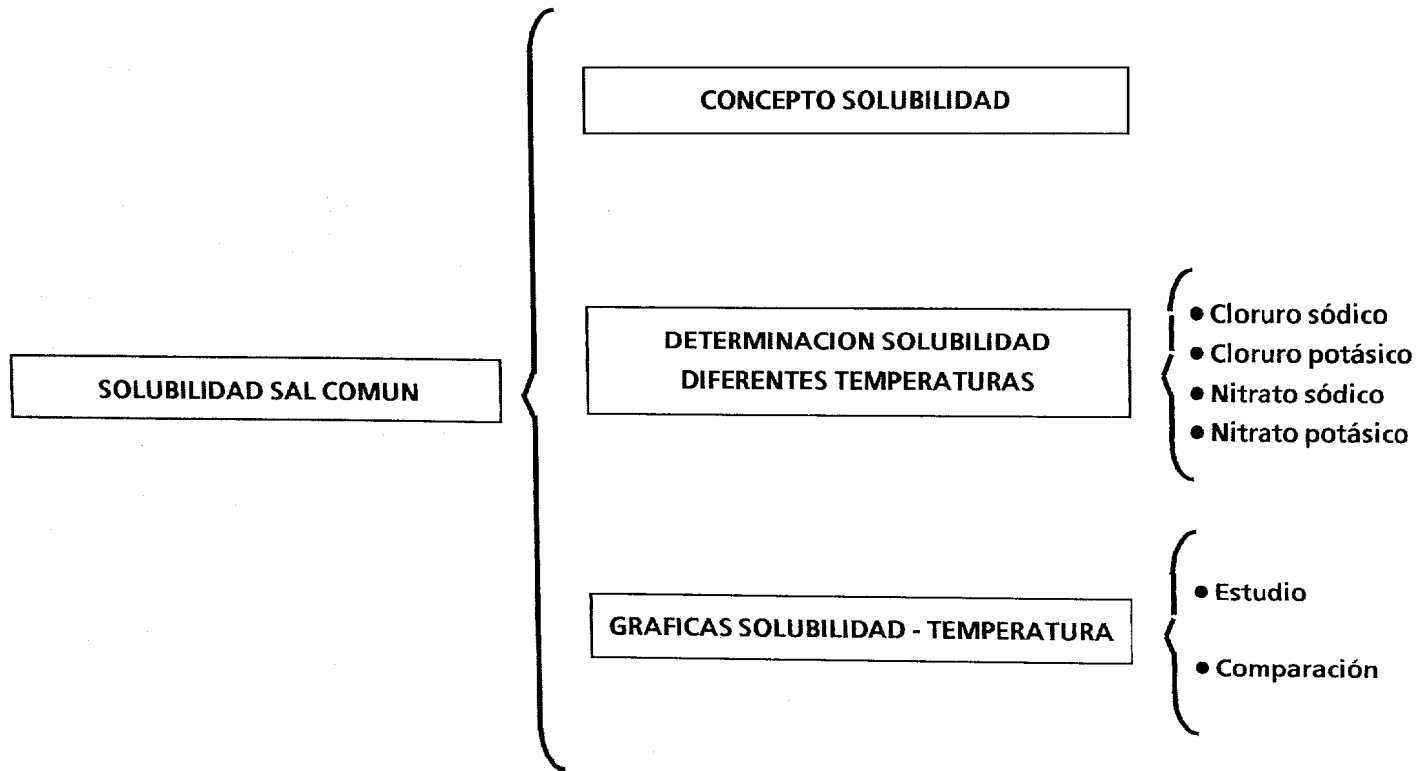 CONCEPTO SOLUBILIDAD
SOLUBILIDAD SAL COMUN
DETERMINACION SOLUBILIDAD
DIFERENTES TEMPERATURAS
● Cloruro sódico
● Cloruro potásico
● Nitrato sódico
● Nitrato potásico
GRAFICAS SOLUBILIDAD - TEMPERATURA
● Estudio
● Comparación